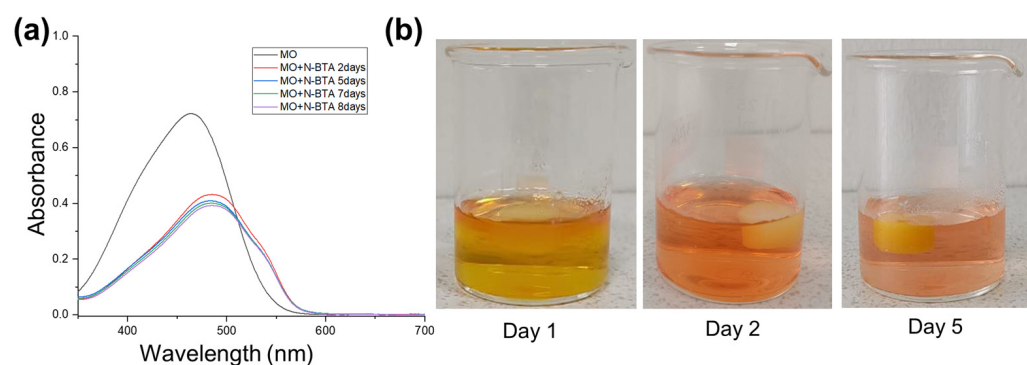 (a)
1.0
0.8
0.6
0.4
0.2
0.0
Absorbance
400
500
600
700
Wavelength (nm)
MO
MO+N-BTA 2days
MO+N-BTA 5days
MO+N-BTA 7days
MO+N-BTA 8days
(b)
Day 1
Day 2
Day 5